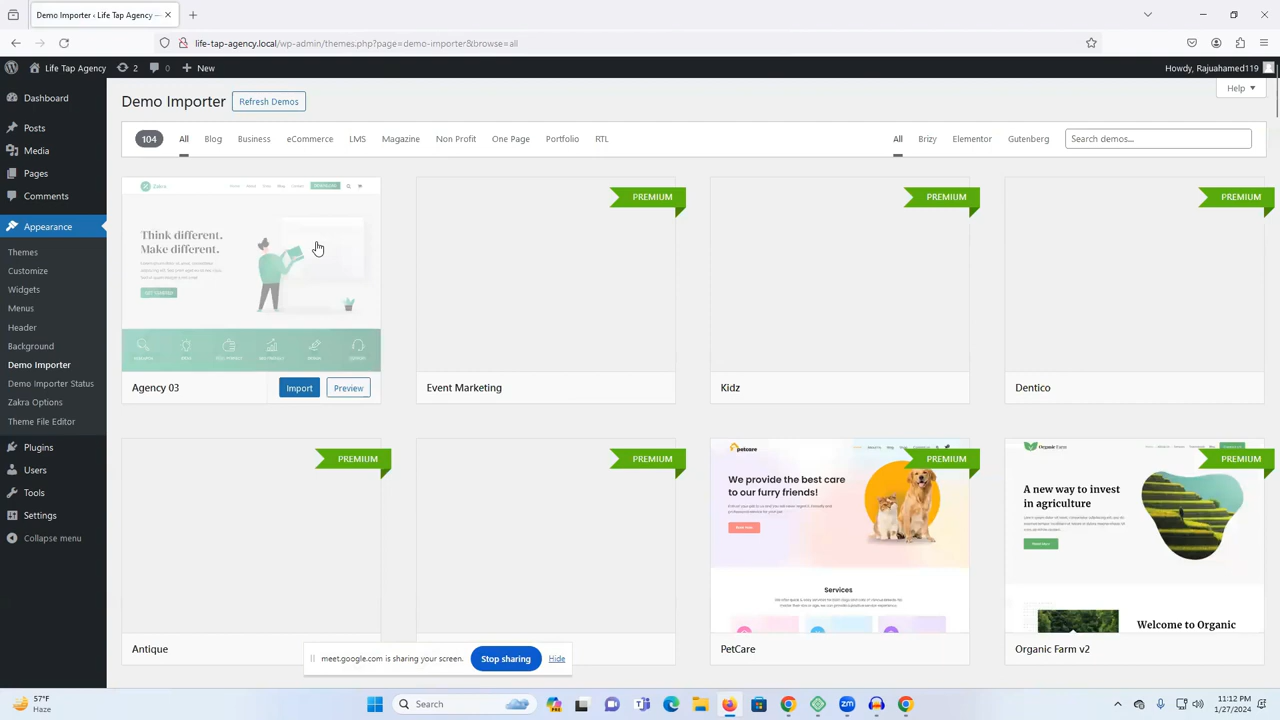 Demo Importer ‹ Life Tap Agency —
life-tap-agency.local/wp-admin/themes.php?page=demo-importer&browse=all
Life Tap Agency 2 0 New Howdy, Rajuahamed119
Help
Dashboard
Posts
Media
Pages
Comments
Appearance
Themes
Customize
Widgets
Menus
Header
Background
Demo Importer
Demo Importer Status
Zakra Options
Theme File Editor
Plugins
Users
Tools
Settings
Collapse menu
Demo Importer Refresh Demos
104 All Blog Business eCommerce LMS Magazine Non Profit One Page Portfolio RTL All Brizy Elementor Gutenberg Search demos...
Zakra
Think different.
Make different.
GET STARTED
Agency 03 Import Preview
PREMIUM
Event Marketing
PREMIUM
Kidz
PREMIUM
Dentico
PREMIUM
Antique
PREMIUM
PREMIUM
petcare
We provide the best care
to our furry friends!
Services
PetCare
PREMIUM
Organic Farm
A new way to invest
in agriculture
Welcome to Organic
Organic Farm v2
meet.google.com is sharing your screen. Stop sharing Hide
57°F
Haze
Search
11:12 PM
1/27/2024